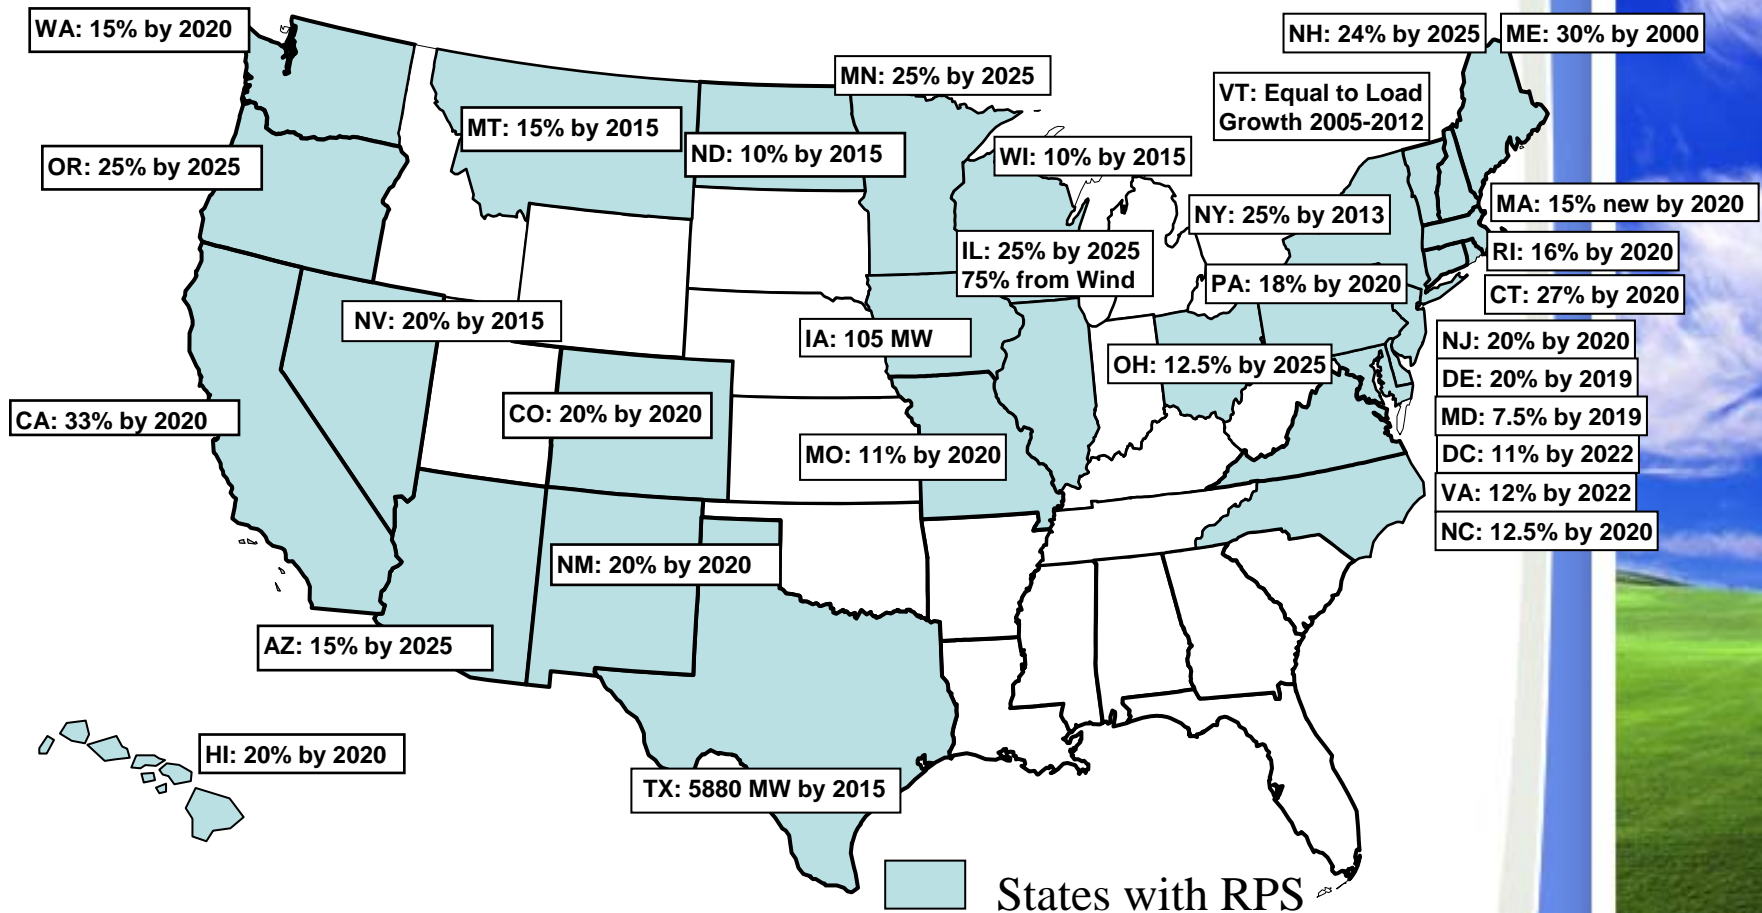 WA: 15% by 2020
NH: 24% by 2025
ME: 30% by 2000
MN: 25% by 2025
VT: Equal to Load
Growth 2005-2012
MT: 15% by 2015
ND: 10% by 2015
WI: 10% by 2015
OR: 25% by 2025
MA: 15% new by 2020
NY: 25% by 2013
RI: 16% by 2020
IL: 25% by 2025
75% from Wind
PA: 18% by 2020
CT: 27% by 2020
NV: 20% by 2015
IA: 105 MW
NJ: 20% by 2020
OH: 12.5% by 2025
DE: 20% by 2019
CA: 33% by 2020
CO: 20% by 2020
MD: 7.5% by 2019
MO: 11% by 2020
DC: 11% by 2022
VA: 12% by 2022
NC: 12.5% by 2020
NM: 20% by 2020
AZ: 15% by 2025
HI: 20% by 2020
TX: 5880 MW by 2015
States with RPS